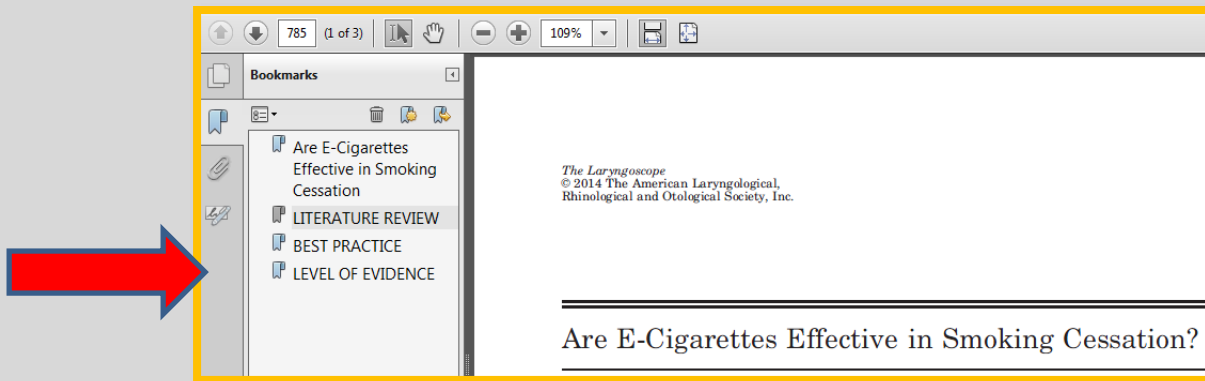 785 (1 of 3) 109%
Bookmarks
Are E-Cigarettes
Effective in Smoking
Cessation
LITERATURE REVIEW
BEST PRACTICE
LEVEL OF EVIDENCE
The Laryngoscope
© 2014 The American Laryngological,
Rhinological and Otological Society, Inc.
Are E-Cigarettes Effective in Smoking Cessation?